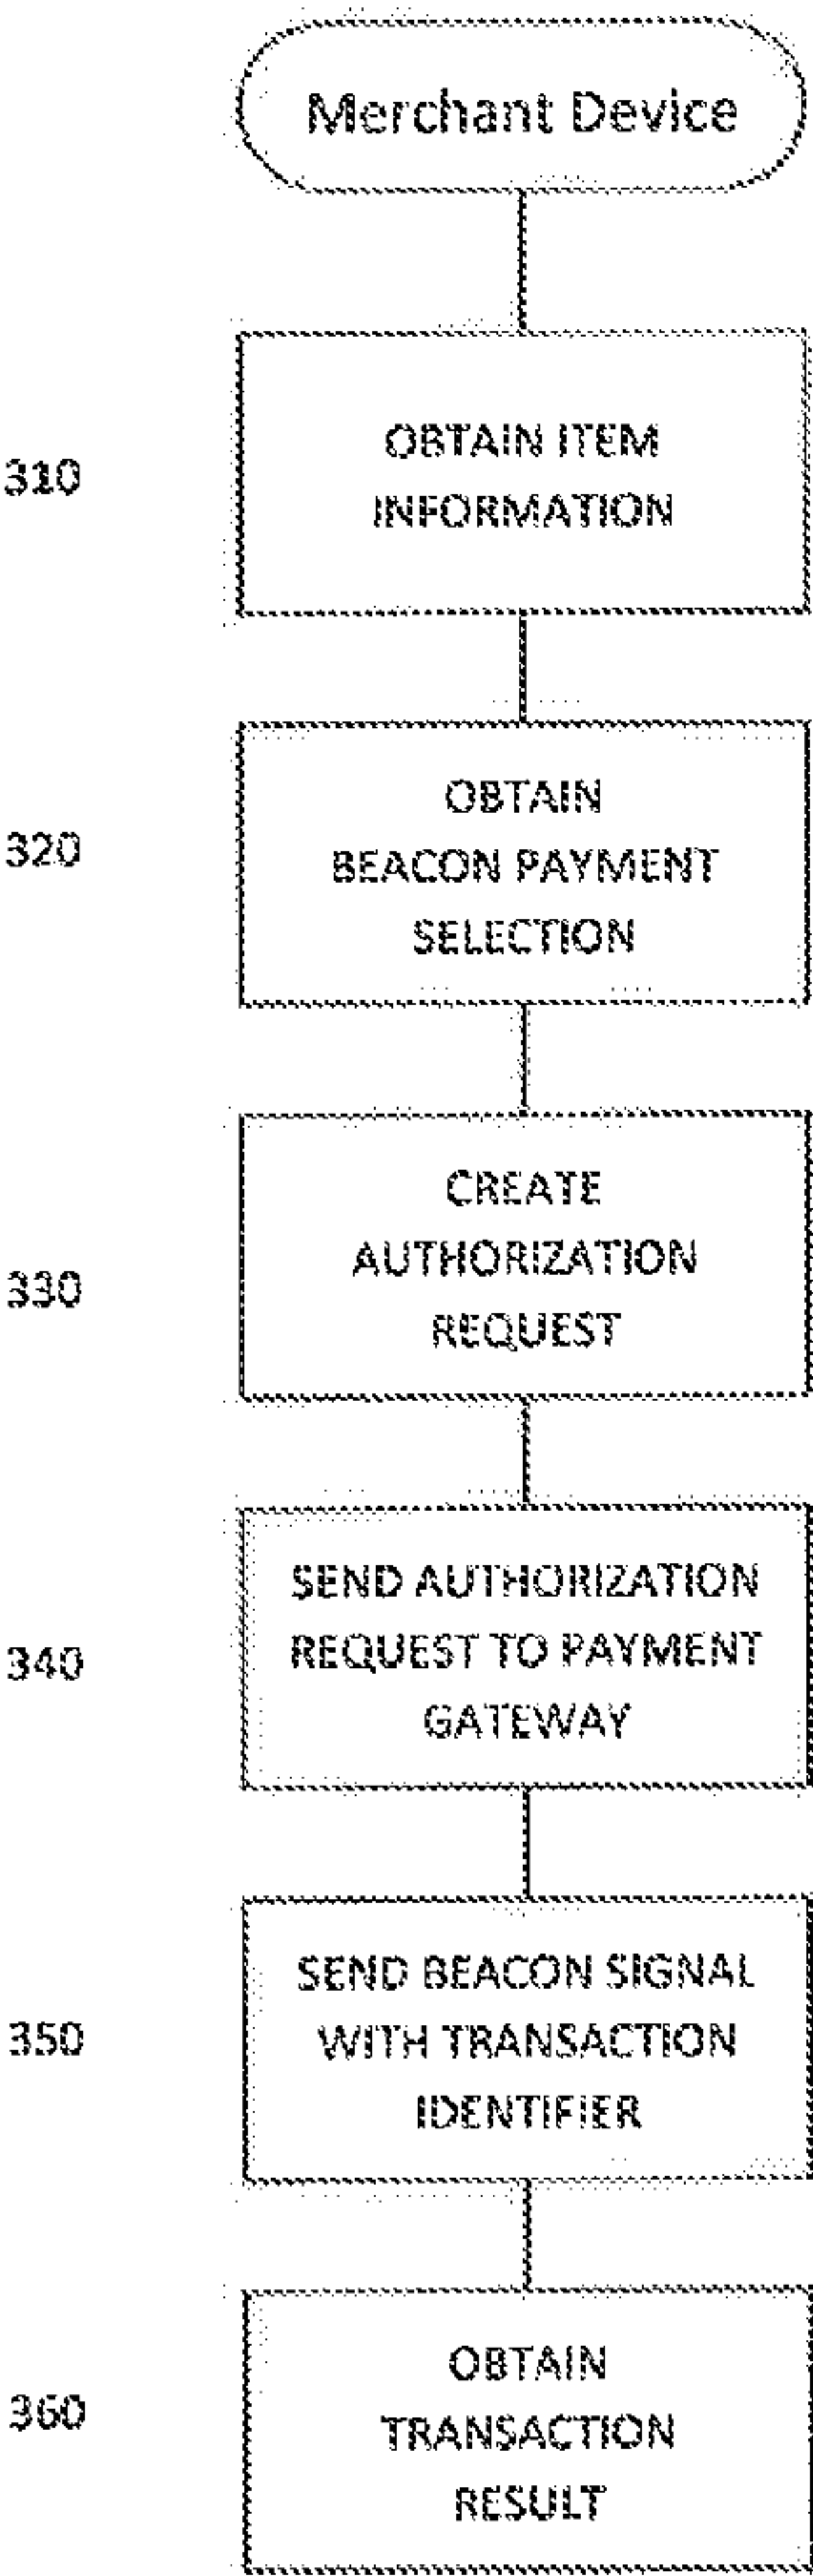 Merchant Device
310
OBTAIN ITEM
INFORMATION
320
OBTAIN
BEACON PAYMENT
SELECTION
330
CREATE
AUTHORIZATION
REQUEST
340
SEND AUTHORIZATION
REQUEST TO PAYMENT
GATEWAY
350
SEND BEACON SIGNAL
WITH TRANSACTION
IDENTIFIER
360
OBTAIN
TRANSACTION
RESULT